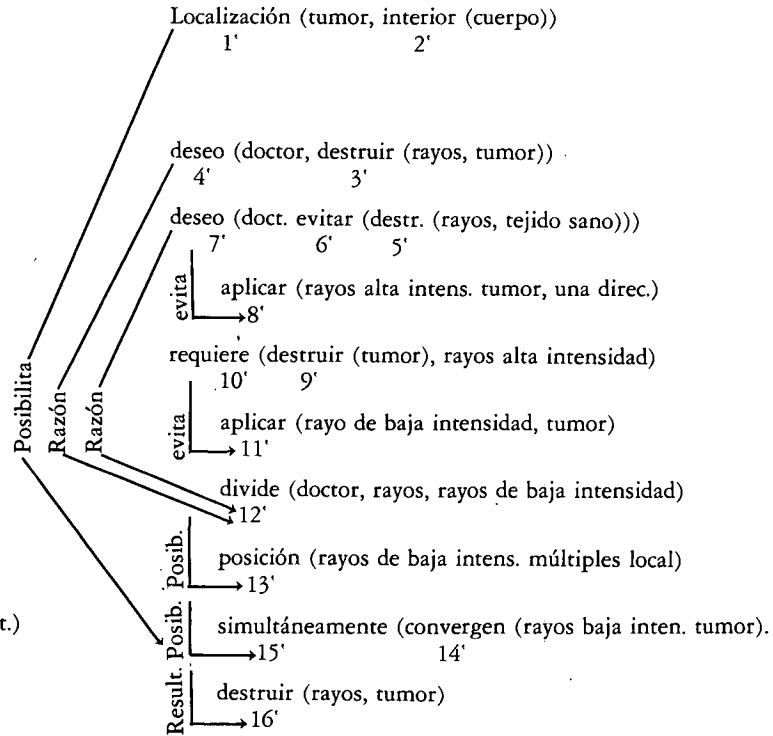 Localización (tumor, interior (cuerpo))
1' 2'
deseo (doctor, destruir (rayos, tumor))
4' 3'
deseo (doct. evitar (destr. (rayos, tejido sano)))
7' 6' 5'
evita
aplicar (rayos alta intens. tumor, una direc.)
8'
requiere (destruir (tumor), rayos alta intensidad)
10' 9'
evita
aplicar (rayo de baja intensidad, tumor)
11'
Posibilita
Razón
Razón
divide (doctor, rayos, rayos de baja intensidad)
12'
Posib.
posición (rayos de baja intens. múltiples local)
13'
t.)
Posib.
simultáneamente (convergen (rayos baja inten. tumor).
15' 14'
Result.
destruir (rayos, tumor)
16'